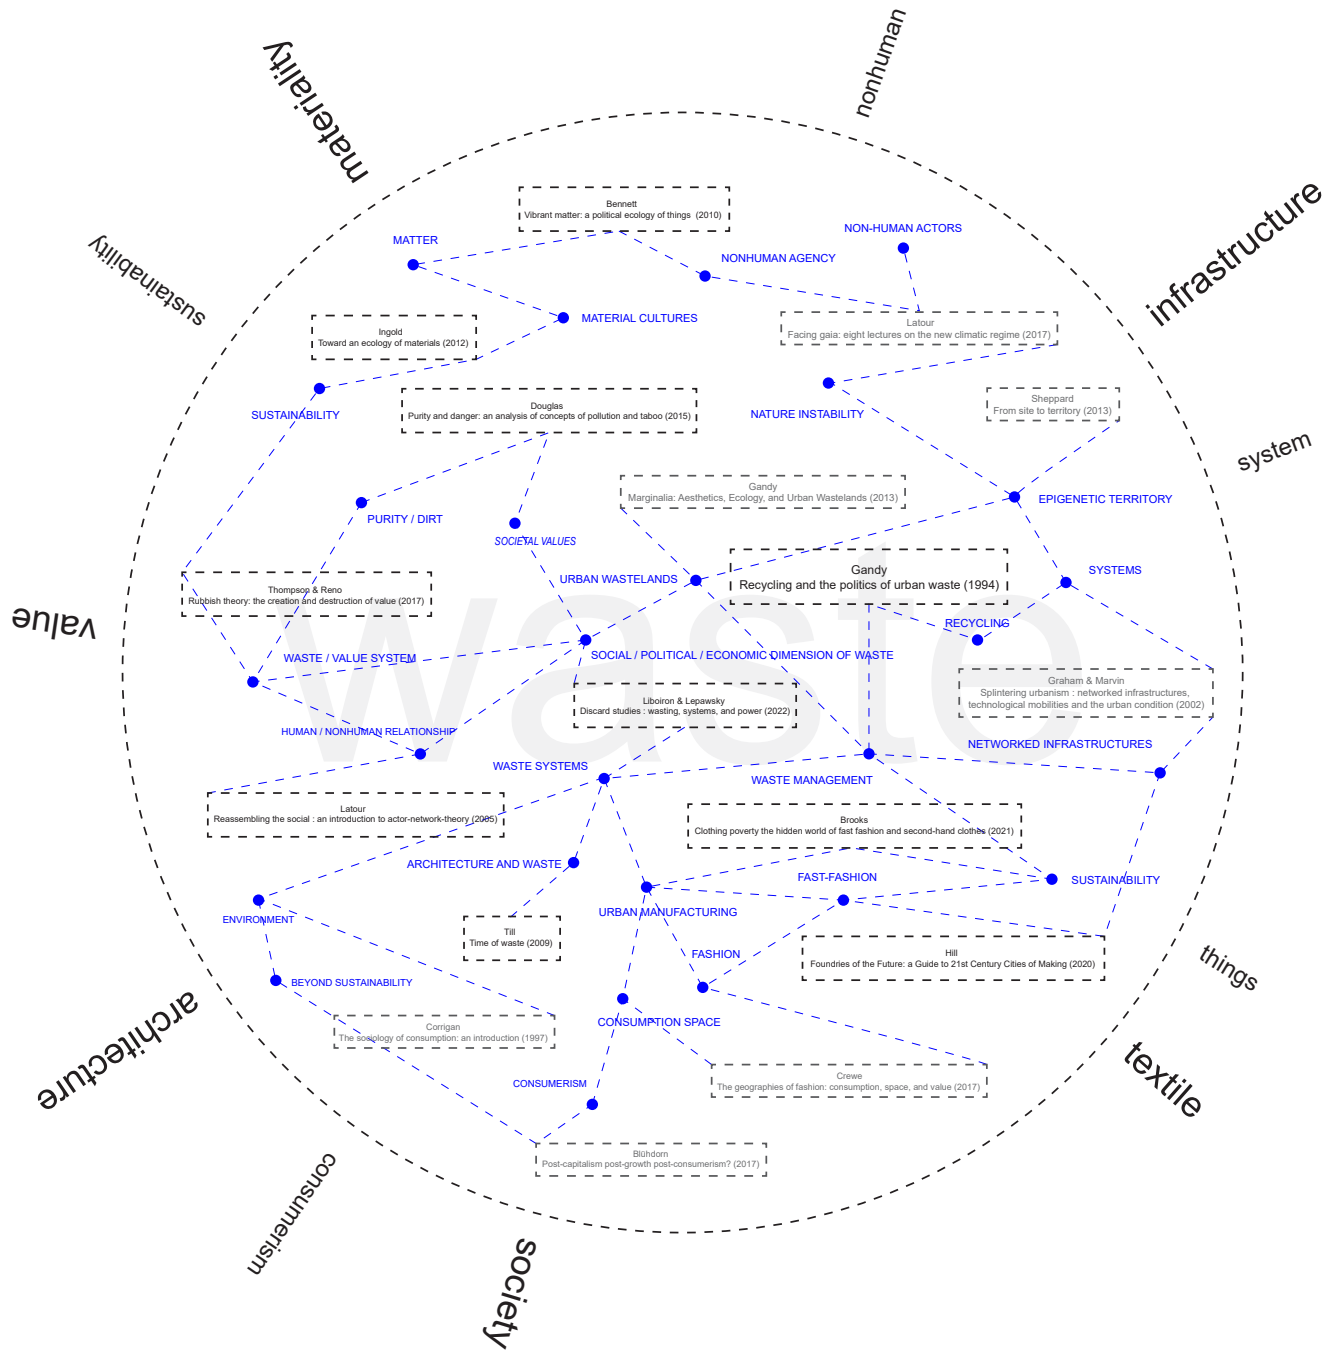 nonhuman
materiality
infrastructure
sustainability
Bennett
Vibrant matter: a political ecology of things (2010)
NON-HUMAN ACTORS
MATTER
NONHUMAN AGENCY
MATERIAL CULTURES
Latour
Facing gaia: eight lectures on the new climatic regime (2017)
Ingold
Toward an ecology of materials (2012)
SUSTAINABILITY
Douglas
Purity and danger: an analysis of concepts of pollution and taboo (2015)
NATURE INSTABILITY
Sheppard
From site to territory (2013)
system
Gandy
Marginalia: Aesthetics, Ecology, and Urban Wastelands (2013)
EPIGENETIC TERRITORY
PURITY / DIRT
SOCIETAL VALUES
URBAN WASTELANDS
Gandy
Recycling and the politics of urban waste (1994)
SYSTEMS
Thompson & Reno
Rubbish theory: the creation and destruction of value (2017)
value
RECYCLING
waste
WASTE / VALUE SYSTEM
SOCIAL / POLITICAL / ECONOMIC DIMENSION OF WASTE
Graham & Marvin
Splintering urbanism : networked infrastructures,
technological mobilities and the urban condition (2002)
Liboiron & Lepawsky
Discard studies : wasting, systems, and power (2022)
HUMAN / NONHUMAN RELATIONSHIP
NETWORKED INFRASTRUCTURES
WASTE SYSTEMS
WASTE MANAGEMENT
Latour
Reassembling the social : an introduction to actor-network-theory (2005)
Brooks
Clothing poverty the hidden world of fast fashion and second-hand clothes (2021)
ARCHITECTURE AND WASTE
FAST-FASHION
SUSTAINABILITY
ENVIRONMENT
URBAN MANUFACTURING
Till
Time of waste (2009)
FASHION
Hill
Foundries of the Future: a Guide to 21st Century Cities of Making (2020)
things
BEYOND SUSTAINABILITY
architecture
CONSUMPTION SPACE
Corrigan
The sociology of consumption: an introduction (1997)
textile
CONSUMERISM
Crewe
The geographies of fashion: consumption, space, and value (2017)
Blühdorn
Post-capitalism post-growth post-consumerism? (2017)
consumerism
society